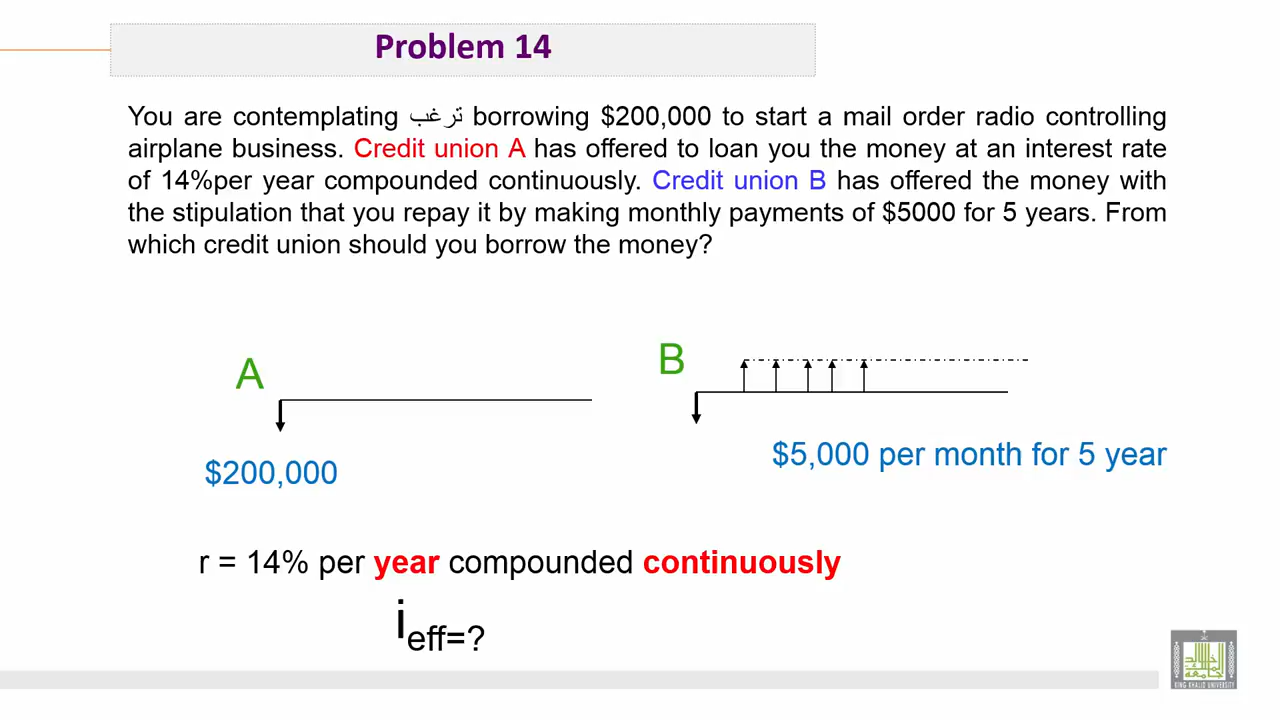 Problem 14
You are contemplating ترغب borrowing $200,000 to start a mail order radio controlling
airplane business. Credit union A has offered to loan you the money at an interest rate
of 14%per year compounded continuously. Credit union B has offered the money with
the stipulation that you repay it by making monthly payments of $5000 for 5 years. From
which credit union should you borrow the money?
A
B
$5,000 per month for 5 year
$200,000
r = 14% per year compounded continuously
ieff=?
KING KHALID UNIVERSITY